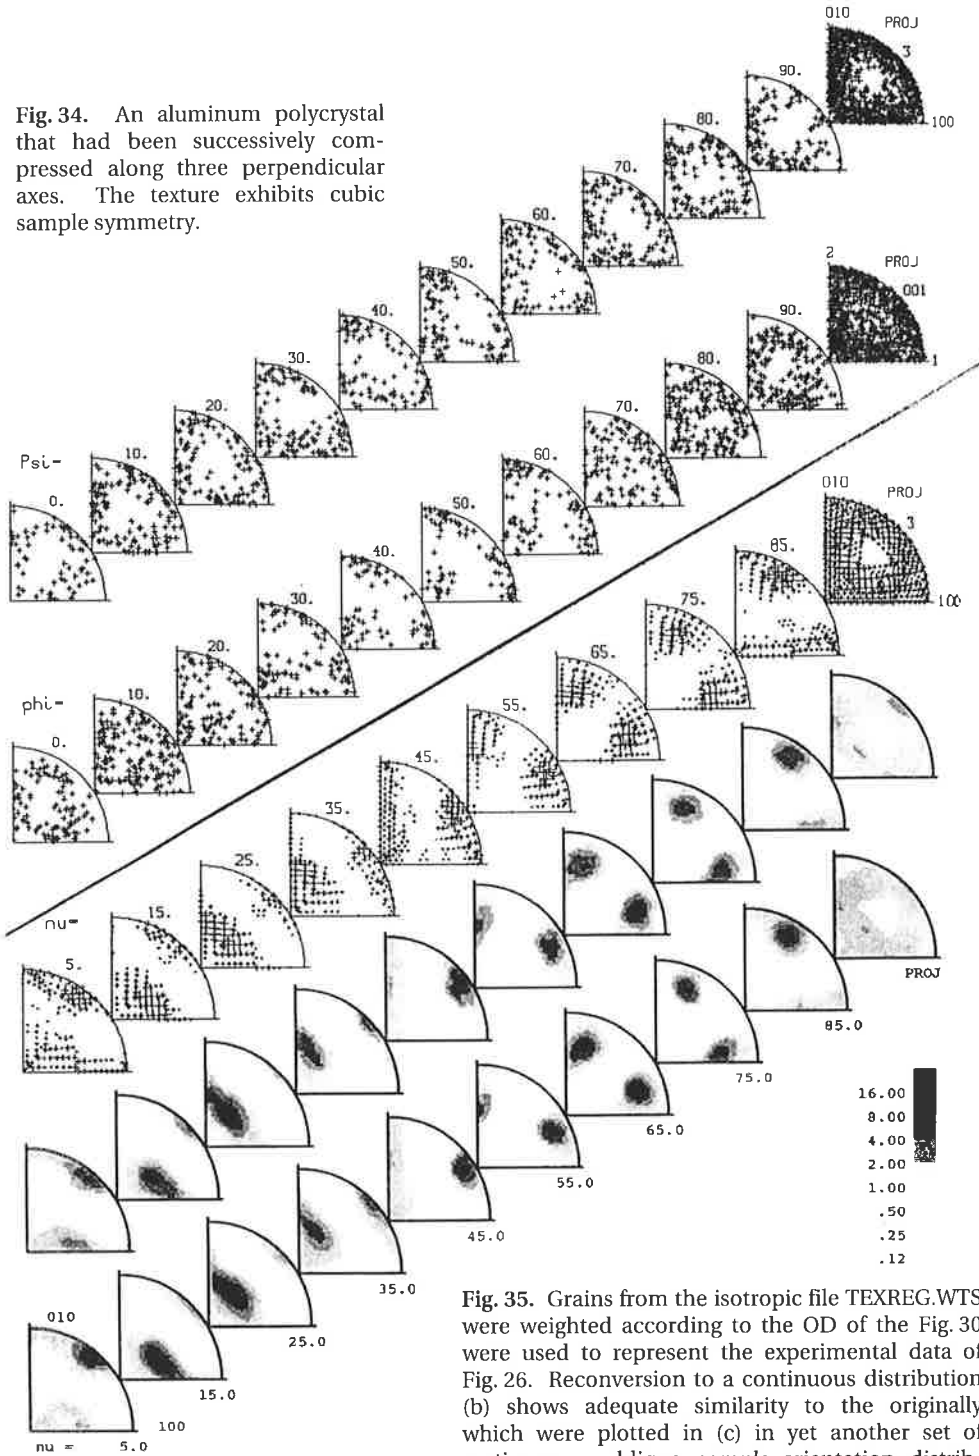 Fig. 34. An aluminum polycrystal
that had been successively com-
pressed along three perpendicular
axes. The texture exhibits cubic
sample symmetry.
010
PROJ
3
100
90.
80.
70.
60.
50.
40.
30.
20.
10.
Psi-
0.
2
PROJ
001
1
90.
80.
70.
60.
50.
40.
30.
20.
10.
phi-
0.
010
PROJ
3
100
85.
75.
65.
55.
45.
35.
25.
15.
nu=
5.
PROJ
85.0
75.0
65.0
55.0
45.0
35.0
25.0
15.0
010
100
nu = 5.0
16.00
8.00
4.00
2.00
1.00
.50
.25
.12
Fig. 35. Grains from the isotropic file TEXREG.WTS
were weighted according to the OD of the Fig. 30
were used to represent the experimental data of
Fig. 26. Reconversion to a continuous distribution
(b) shows adequate similarity to the originally
which were plotted in (c) in yet another set of